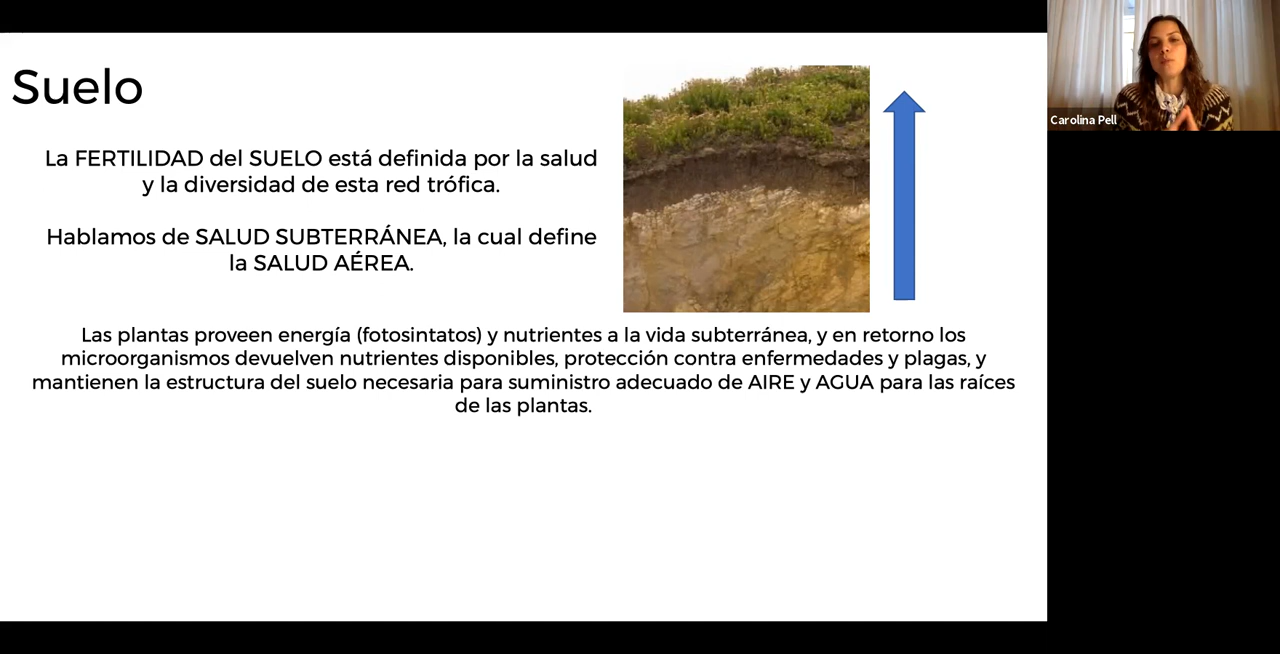 Suelo
La FERTILIDAD del SUELO está definida por la salud
y la diversidad de esta red trófica.
Hablamos de SALUD SUBTERRÁNEA, la cual define
la SALUD AÉREA.
Las plantas proveen energía (fotosintatos) y nutrientes a la vida subterránea, y en retorno los
microorganismos devuelven nutrientes disponibles, protección contra enfermedades y plagas, y
mantienen la estructura del suelo necesaria para suministro adecuado de AIRE y AGUA para las raíces
de las plantas.
Carolina Pell